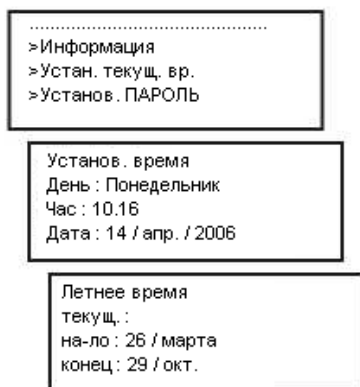 ............................................
>Информация
>Устан. текущ. вр.
>Установ. ПАРОЛЬ
Установ. время
День : Понедельник
Час : 10.16
Дата : 14 / апр. / 2006
Летнее время
текущ. :
на-ло : 26 / марта
конец : 29 / окт.